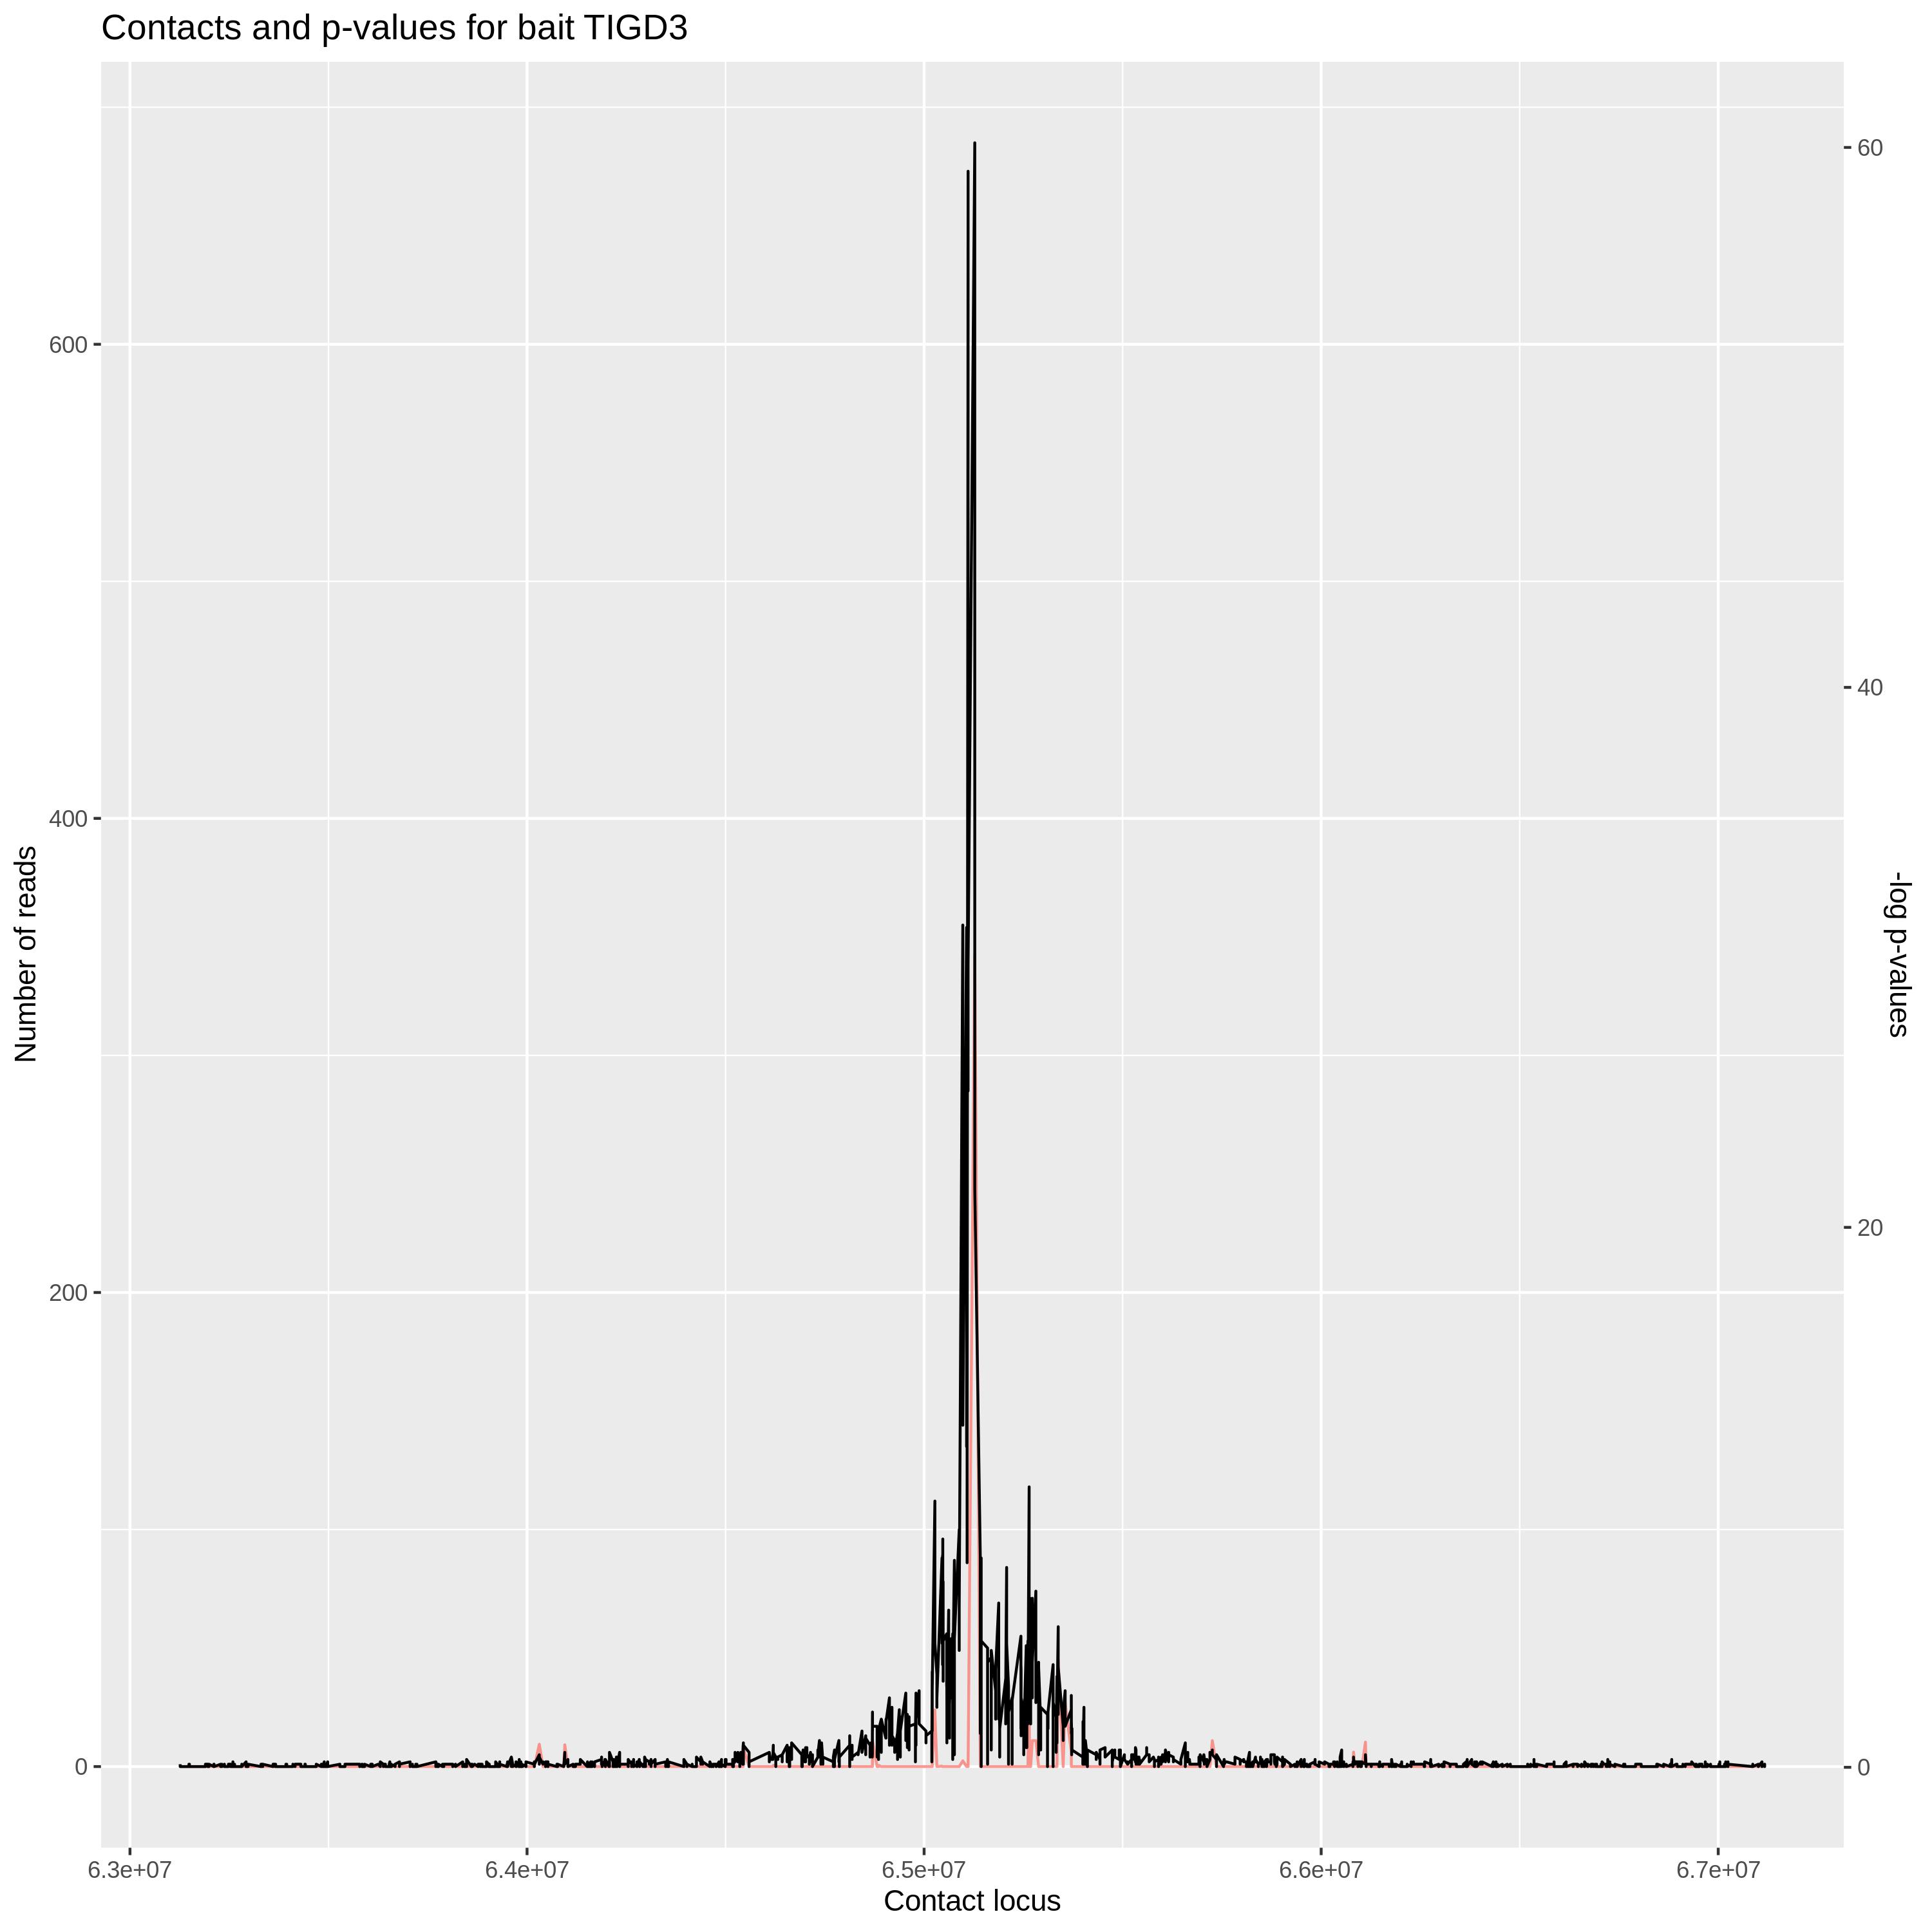 Contacts and p-values for bait TIGD3
600
400
200
0
60
40
20
0
Number of reads
-log p-values
6.3e+07
6.4e+07
6.5e+07
6.6e+07
6.7e+07
Contact locus